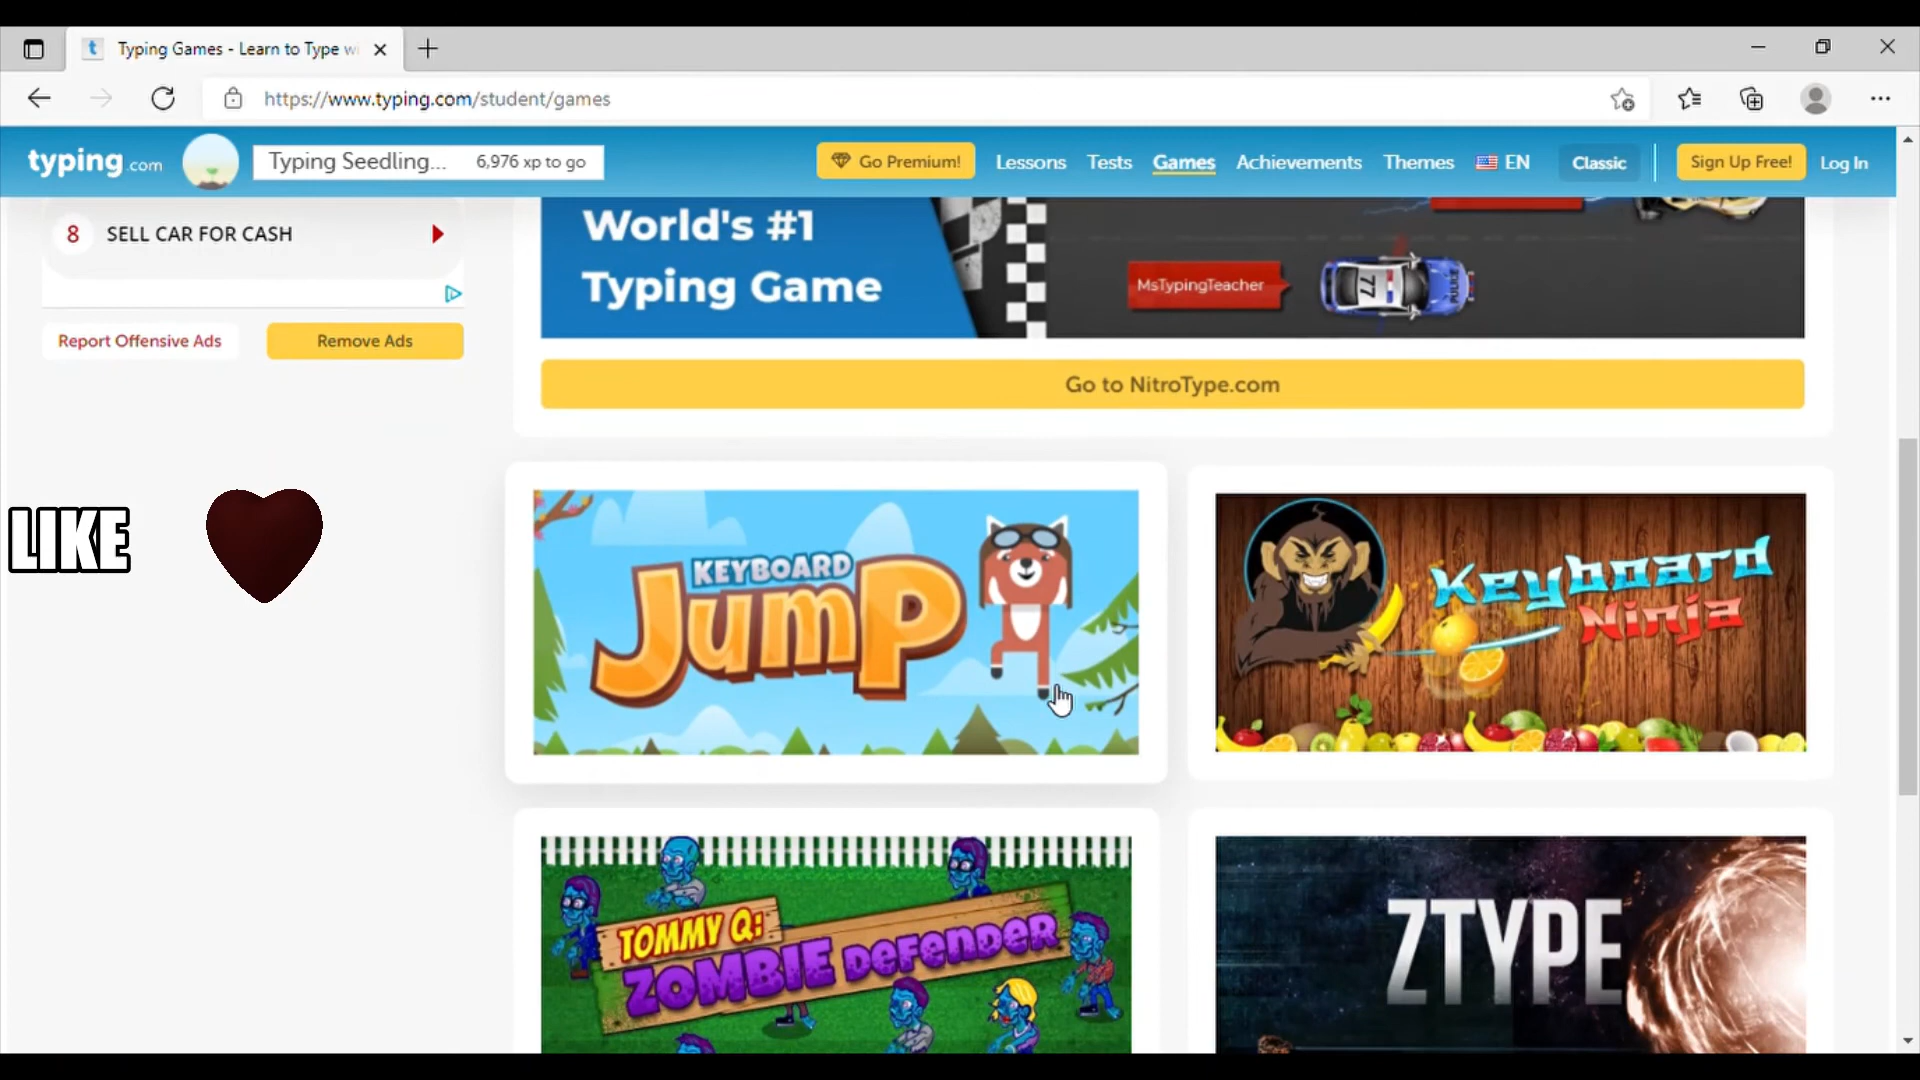 Typing Games - Learn to Type wi
https://www.typing.com/student/games
typing.com
Typing Seedling... 6,976 xp to go
Go Premium!
Lessons
Tests
Games
Achievements
Themes
EN
Classic
Sign Up Free!
Log In
8 SELL CAR FOR CASH
Report Offensive Ads
Remove Ads
World's #1
Typing Game
MsTypingTeacher
77
POLICE
Go to NitroType.com
LIKE
KEYBOARD
JUMP
Keyboard
Ninja
TOMMY Q:
ZOMBIE DEFENDER
ZTYPE